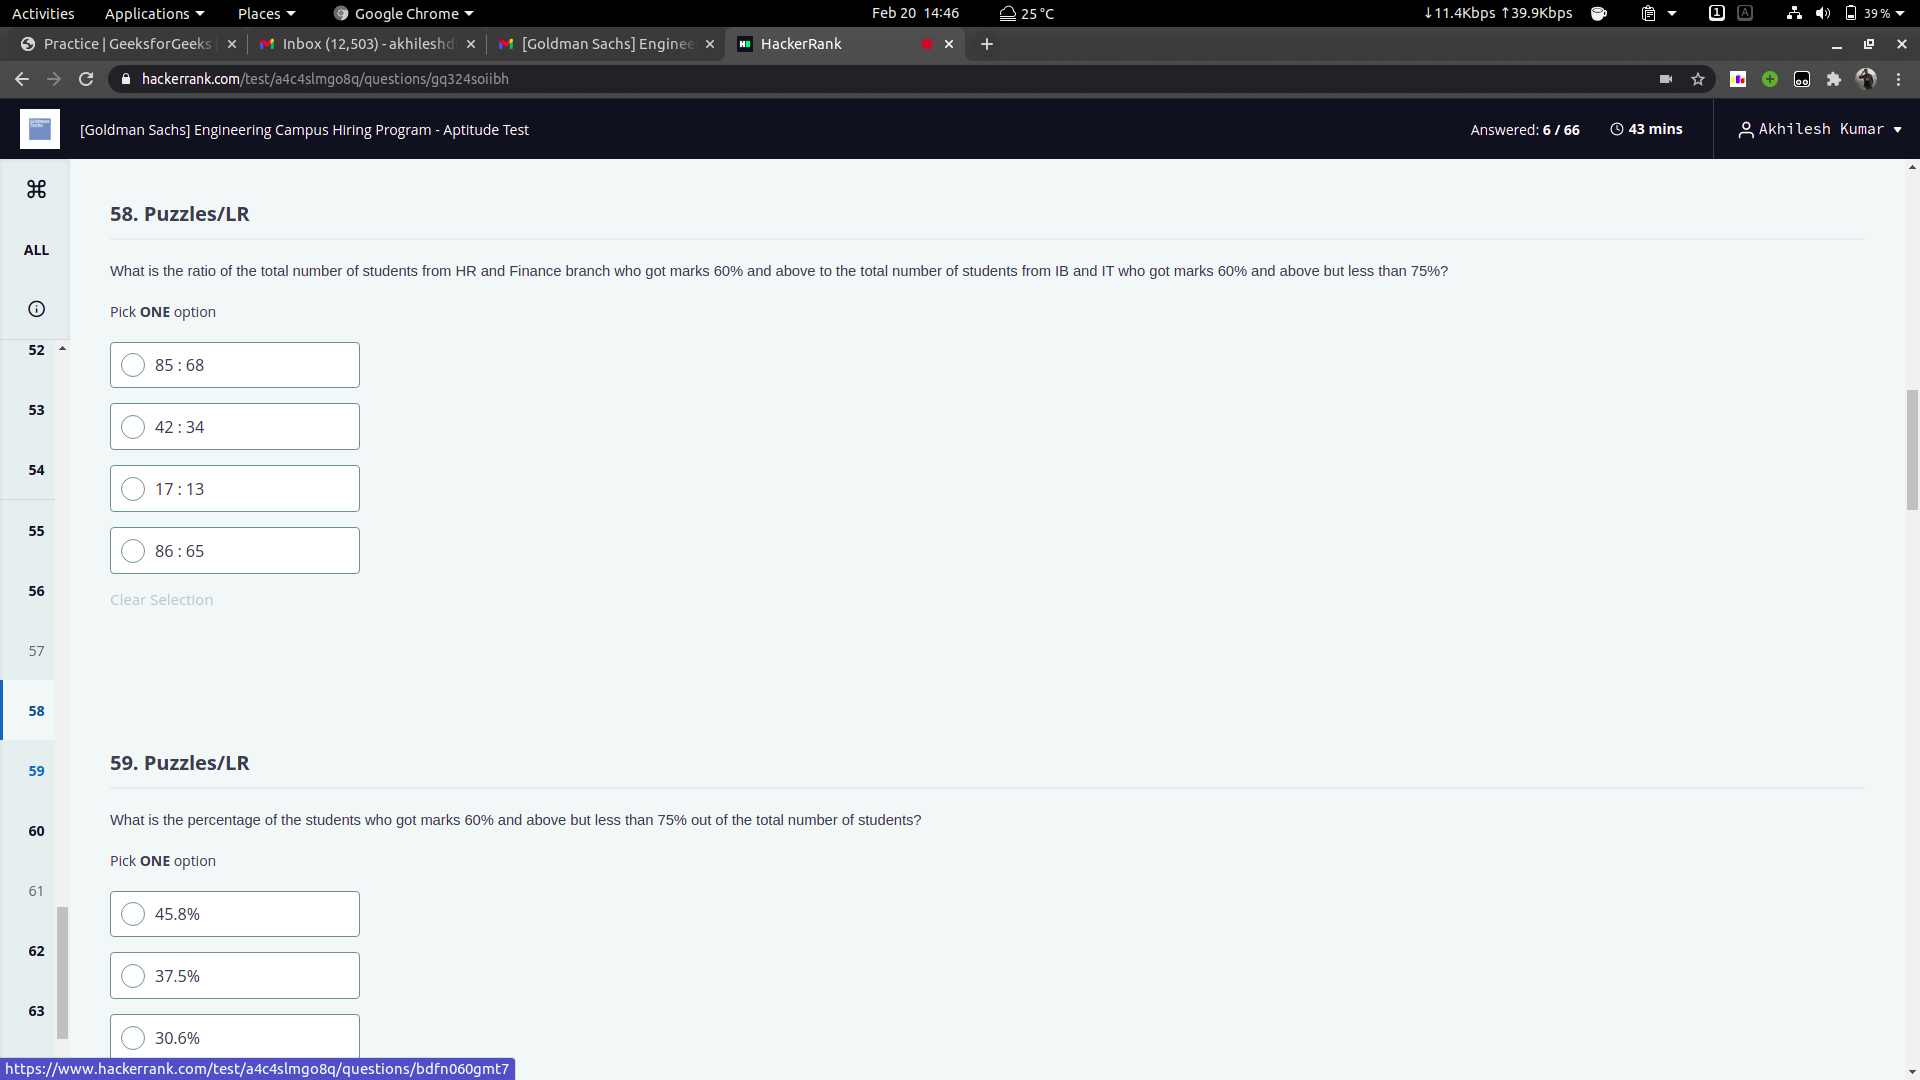 Activities Applications Places Google Chrome Feb 20 14:46 25 °C ↓11.4Kbps ↑39.9Kbps 1 A 39 %
Practice | GeeksforGeeks Inbox (12,503) - akhileshd [Goldman Sachs] Enginee HackerRank
hackerrank.com/test/a4c4slmgo8q/questions/gq324soiibh
[Goldman Sachs] Engineering Campus Hiring Program - Aptitude Test Answered: 6 / 66 43 mins Akhilesh Kumar
ALL
52
53
54
55
56
57
58
59
60
61
62
63
58. Puzzles/LR
What is the ratio of the total number of students from HR and Finance branch who got marks 60% and above to the total number of students from IB and IT who got marks 60% and above but less than 75%?
Pick ONE option
85 : 68
42 : 34
17 : 13
86 : 65
Clear Selection
59. Puzzles/LR
What is the percentage of the students who got marks 60% and above but less than 75% out of the total number of students?
Pick ONE option
45.8%
37.5%
30.6%
https://www.hackerrank.com/test/a4c4slmgo8q/questions/bdfn060gmt7